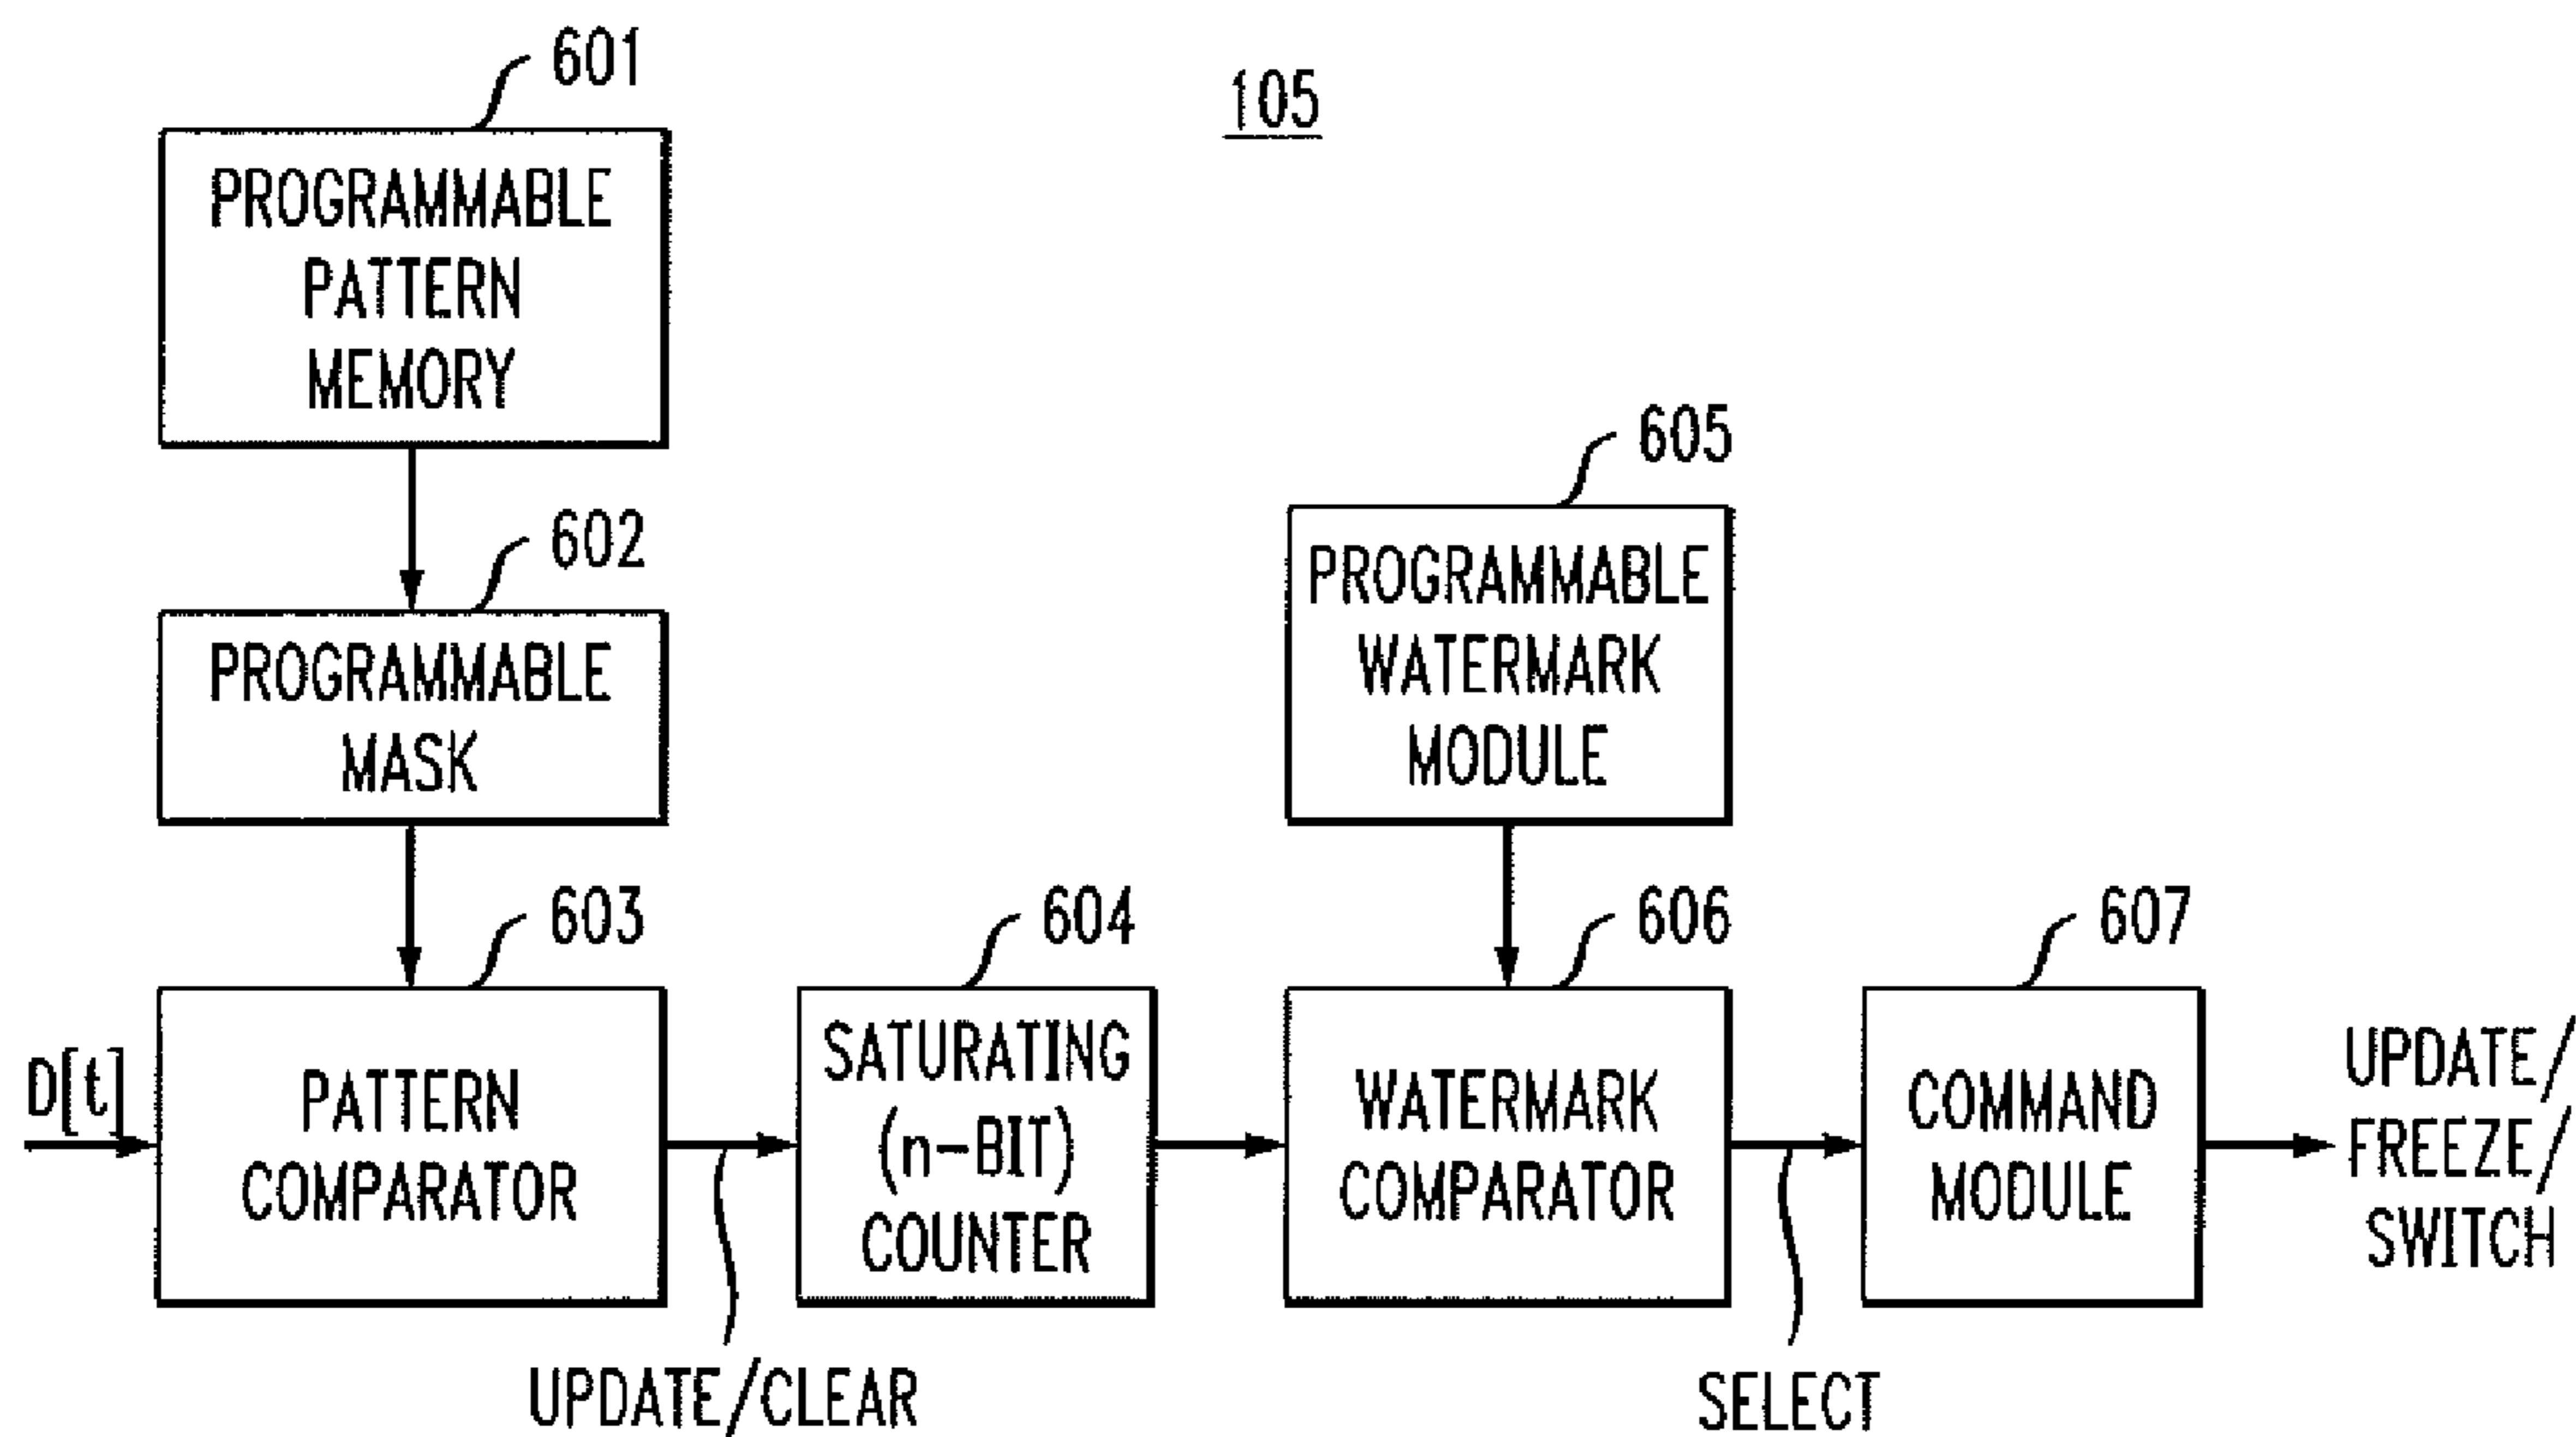 601
105
PROGRAMMABLE
PATTERN
MEMORY
605
602
PROGRAMMABLE
WATERMARK
MODULE
PROGRAMMABLE
MASK
603
604
606
607
D[t]
PATTERN
COMPARATOR
SATURATING
(n-BIT)
COUNTER
WATERMARK
COMPARATOR
COMMAND
MODULE
UPDATE/
FREEZE/
SWITCH
UPDATE/CLEAR
SELECT